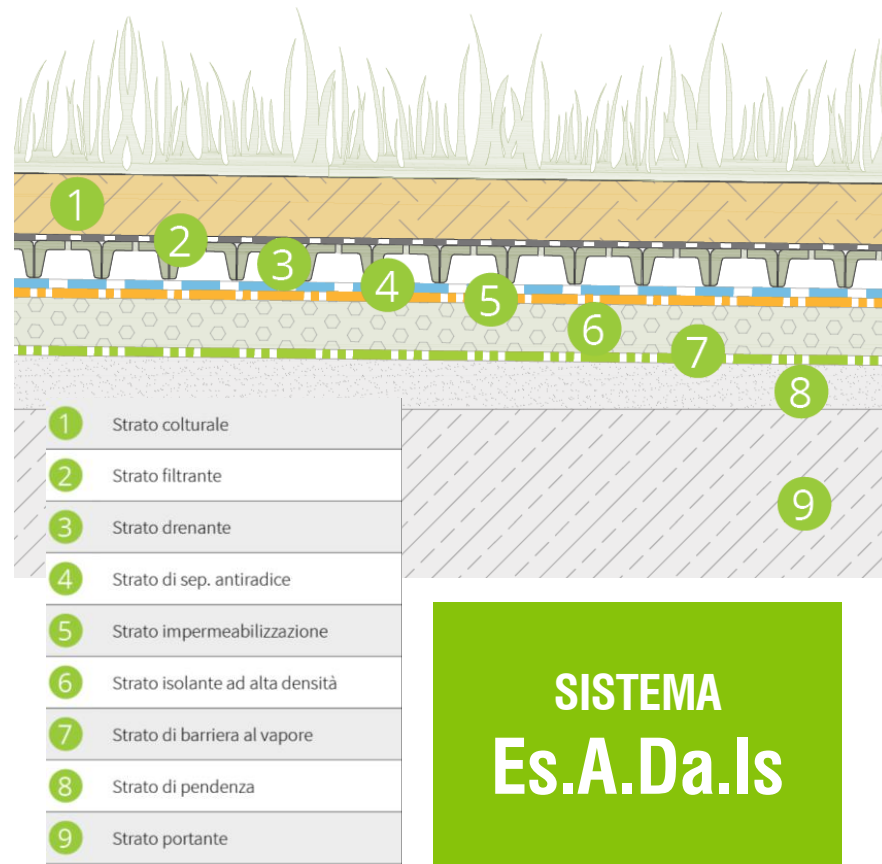 1
2
3
4
5
6
7
8
9
1 Strato colturale
2 Strato filtrante
3 Strato drenante
4 Strato di sep. antiradice
5 Strato impermeabilizzazione
6 Strato isolante ad alta densità
7 Strato di barriera al vapore
8 Strato di pendenza
9 Strato portante
SISTEMA
Es.A.Da.Is